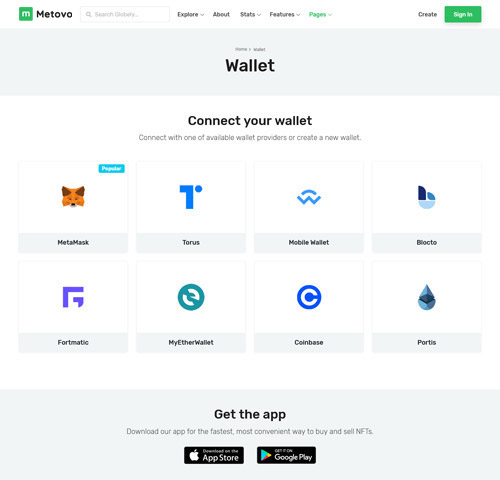 m Metovo Search Globely... Explore About Stats Features Pages Create Sign In
Home > Wallet
Wallet
Connect your wallet
Connect with one of available wallet providers or create a new wallet.
Popular
MetaMask Torus Mobile Wallet Blocto
Fortmatic MyEtherWallet Coinbase Portis
Get the app
Download our app for the fastest, most convenient way to buy and sell NFTs.
Download on the GET IT ON
App Store Google Play